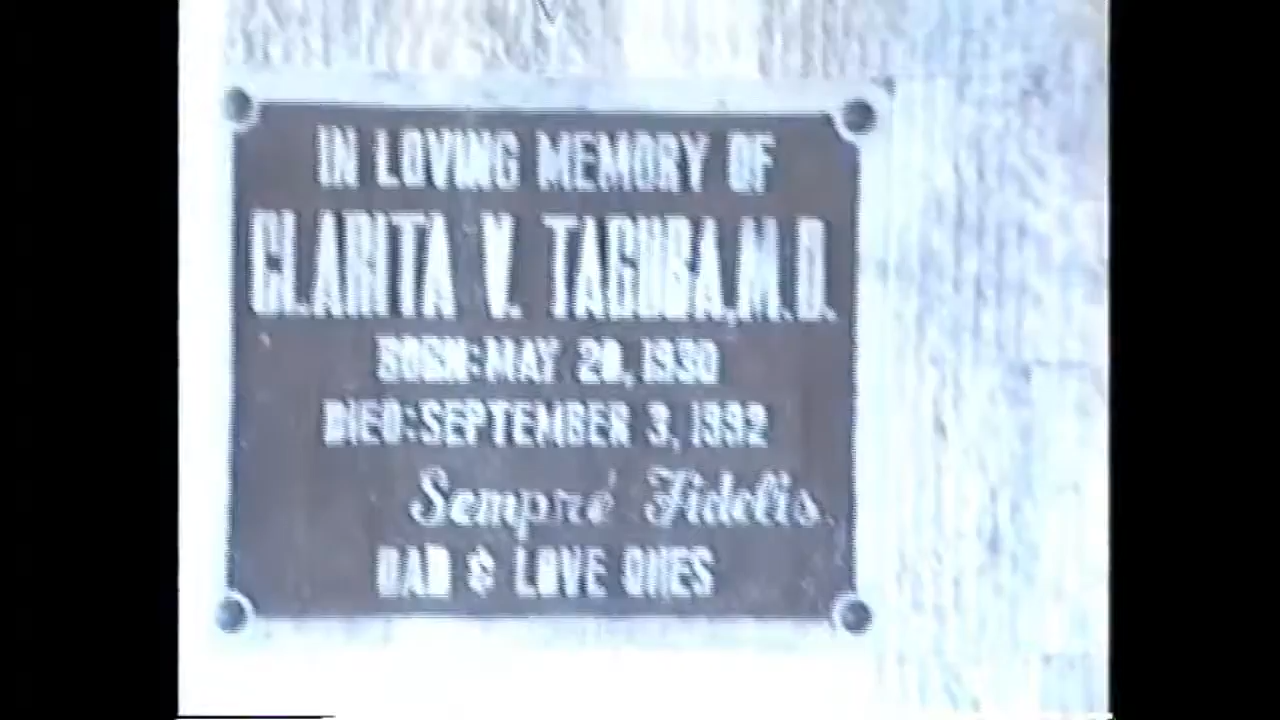 IN LOVING MEMORY OF
CLARITA V. TAGUBA, M.D.
BORN: MAY 20, 1930
DIED: SEPTEMBER 3, 1992
Sempre Fidelis
DAD & LOVE ONES